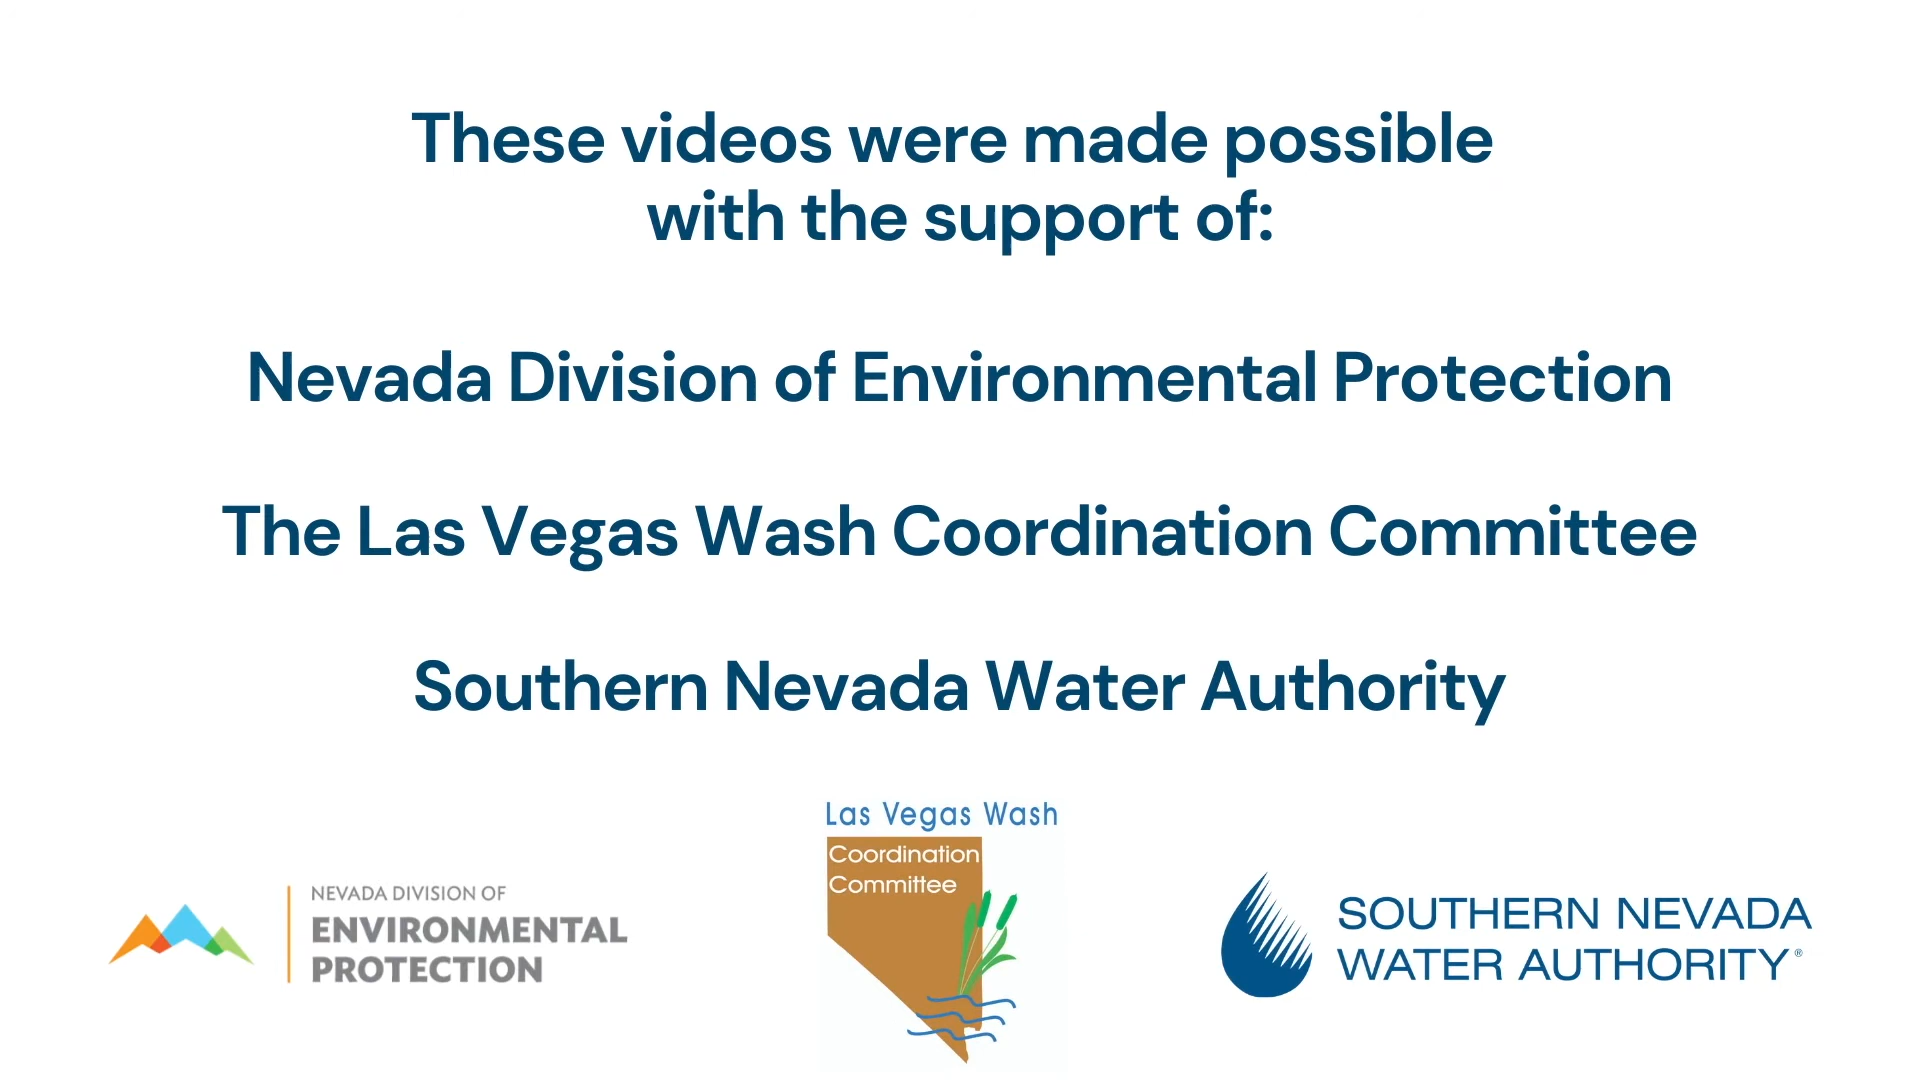 These videos were made possible
with the support of:
Nevada Division of Environmental Protection
The Las Vegas Wash Coordination Committee
Southern Nevada Water Authority
NEVADA DIVISION OF
ENVIRONMENTAL
PROTECTION
Las Vegas Wash
Coordination
Committee
SOUTHERN NEVADA
WATER AUTHORITY®